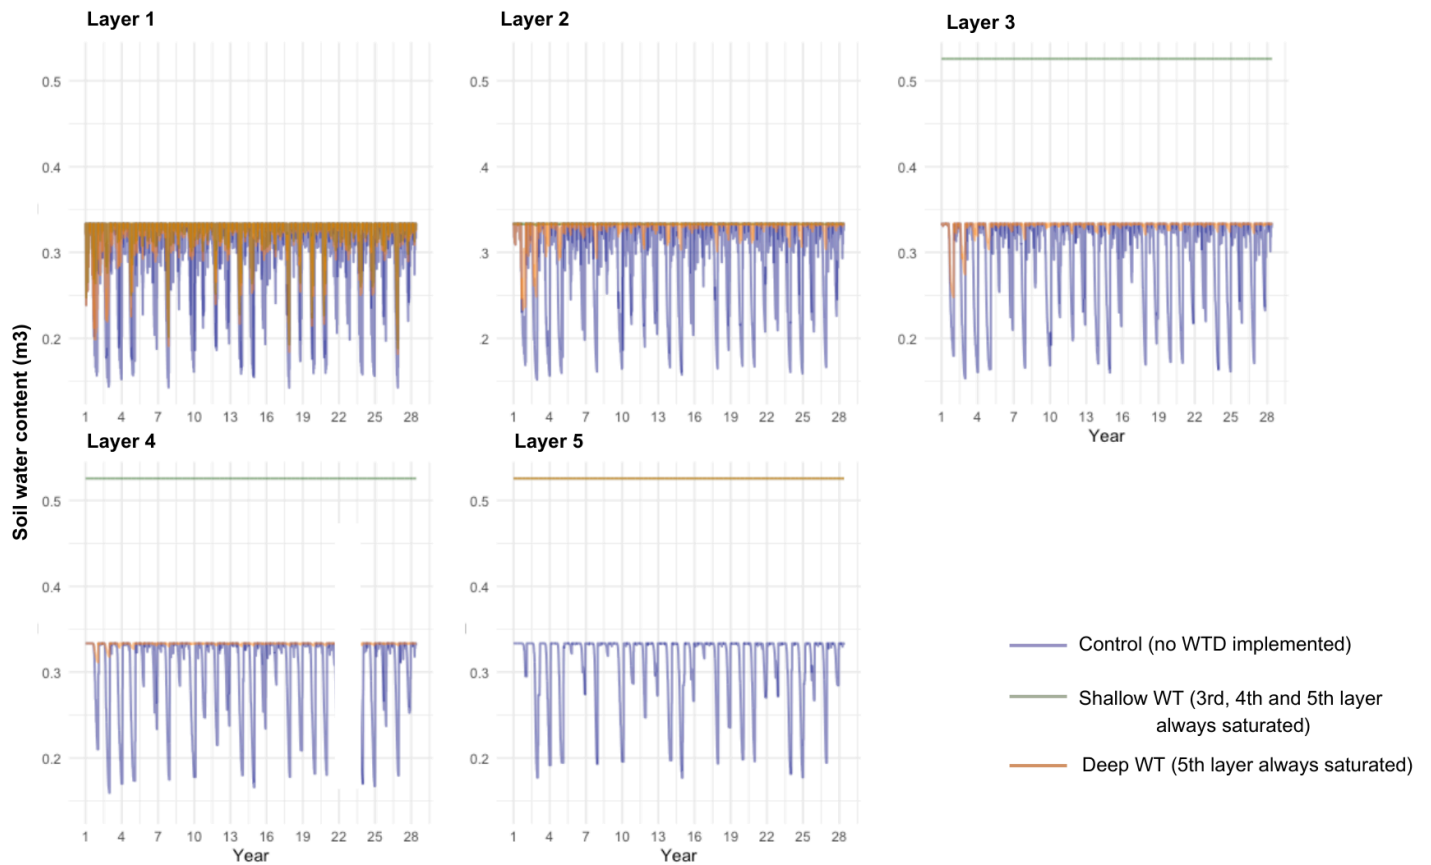 Layer 1
Layer 2
Layer 3
0.5
0.4
0.3
0.2
0.5
.4
.3
.2
0.5
0.4
0.3
0.2
1 4 7 10 13 16 19 22 25 28
1 4 7 10 13 16 19 22 25 28
1 4 7 10 13 16 19 22 25 28
Year
Soil water content (m3)
Layer 4
Layer 5
0.5
0.4
0.3
0.2
0.5
0.4
0.3
0.2
1 4 7 10 13 16 19 22 25 28
Year
1 4 7 10 13 16 19 22 25 28
Year
Control (no WTD implemented)
Shallow WT (3rd, 4th and 5th layer
always saturated)
Deep WT (5th layer always saturated)